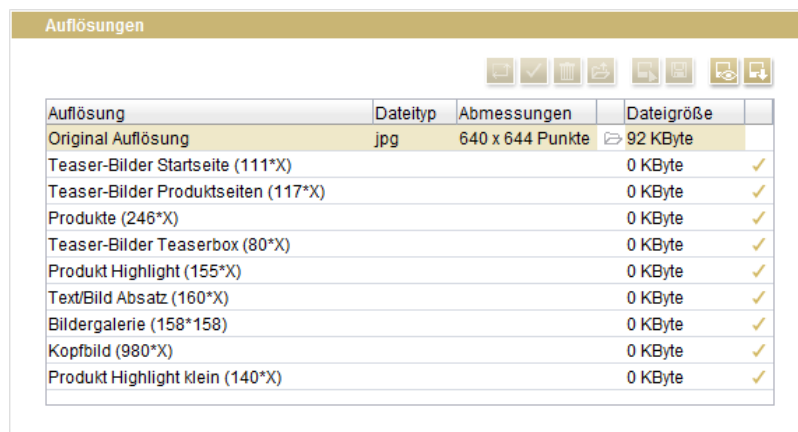 Auflösungen
Auflösung Dateityp Abmessungen Dateigröße
Original Auflösung jpg 640 x 644 Punkte 92 KByte
Teaser-Bilder Startseite (111*X) 0 KByte
Teaser-Bilder Produktseiten (117*X) 0 KByte
Produkte (246*X) 0 KByte
Teaser-Bilder Teaserbox (80*X) 0 KByte
Produkt Highlight (155*X) 0 KByte
Text/Bild Absatz (160*X) 0 KByte
Bildergalerie (158*158) 0 KByte
Kopfbild (980*X) 0 KByte
Produkt Highlight klein (140*X) 0 KByte